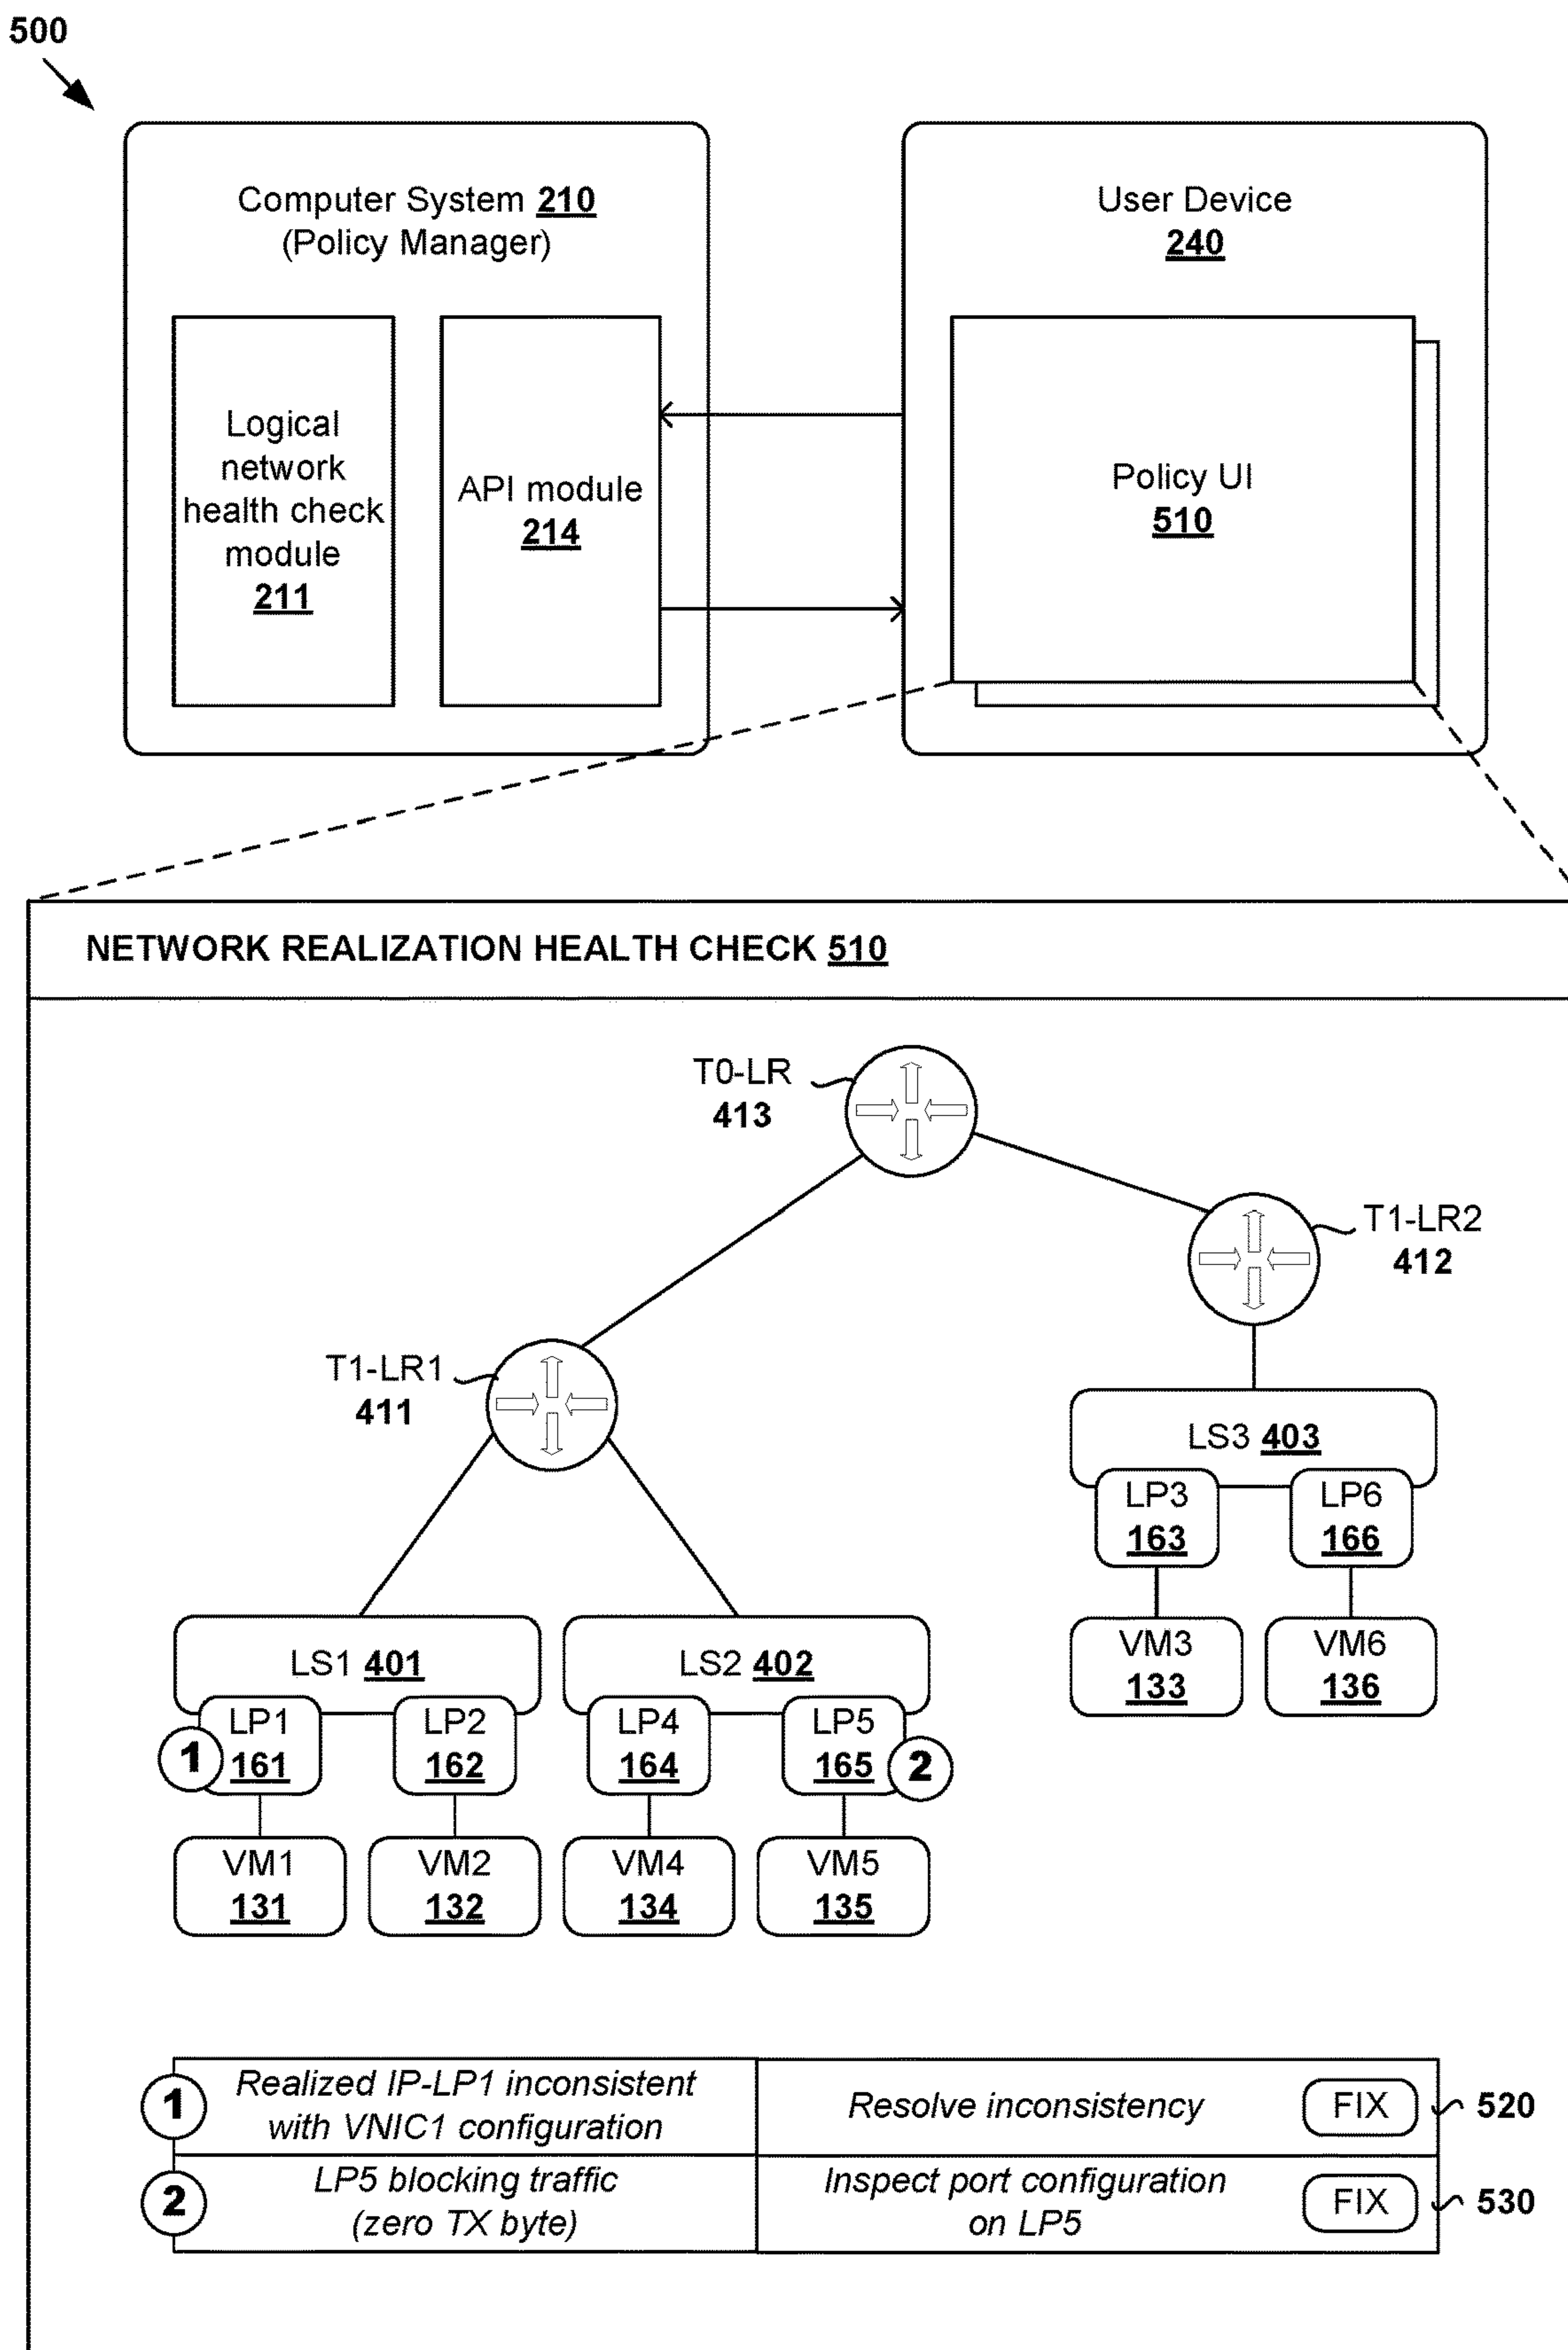 500
Computer System 210
(Policy Manager)
Logical
network
health check
module
211
API module
214
User Device
240
Policy UI
510
NETWORK REALIZATION HEALTH CHECK 510
T0-LR
413
T1-LR2
412
T1-LR1
411
LS3 403
LP3
163
LP6
166
VM3
133
VM6
136
LS1 401
LS2 402
LP1
161
LP2
162
LP4
164
LP5
165
1
2
VM1
131
VM2
132
VM4
134
VM5
135
1
Realized IP-LP1 inconsistent
with VNIC1 configuration
Resolve inconsistency
FIX
520
2
LP5 blocking traffic
(zero TX byte)
Inspect port configuration
on LP5
FIX
530